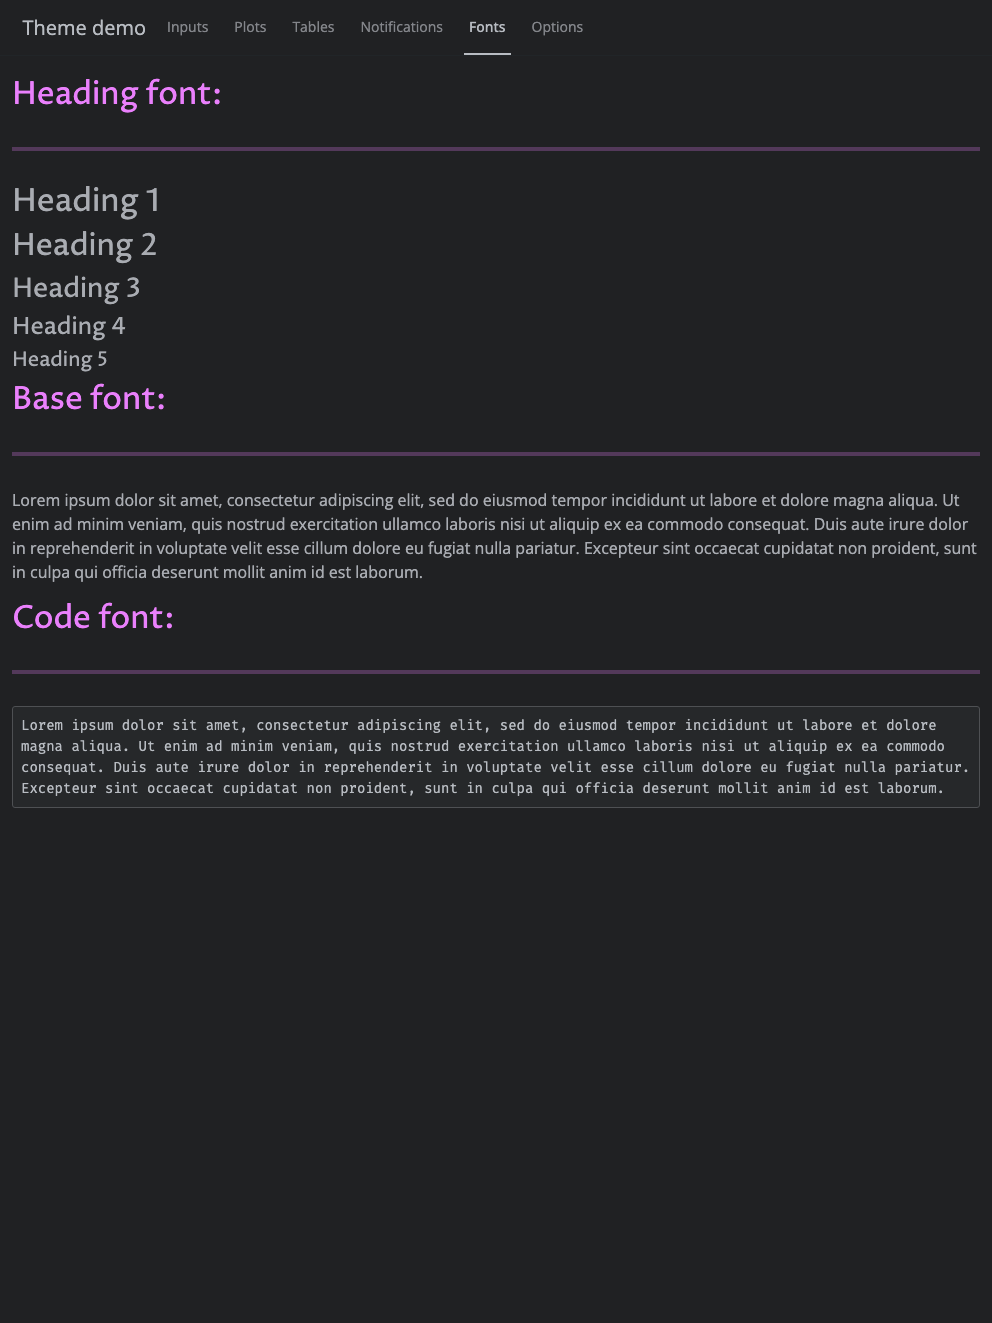 Theme demo Inputs Plots Tables Notifications Fonts Options
Heading font:
Heading 1
Heading 2
Heading 3
Heading 4
Heading 5
Base font:
Lorem ipsum dolor sit amet, consectetur adipiscing elit, sed do eiusmod tempor incididunt ut labore et dolore magna aliqua. Ut
enim ad minim veniam, quis nostrud exercitation ullamco laboris nisi ut aliquip ex ea commodo consequat. Duis aute irure dolor
in reprehenderit in voluptate velit esse cillum dolore eu fugiat nulla pariatur. Excepteur sint occaecat cupidatat non proident, sunt
in culpa qui officia deserunt mollit anim id est laborum.
Code font:
Lorem ipsum dolor sit amet, consectetur adipiscing elit, sed do eiusmod tempor incididunt ut labore et dolore
magna aliqua. Ut enim ad minim veniam, quis nostrud exercitation ullamco laboris nisi ut aliquip ex ea commodo
consequat. Duis aute irure dolor in reprehenderit in voluptate velit esse cillum dolore eu fugiat nulla pariatur.
Excepteur sint occaecat cupidatat non proident, sunt in culpa qui officia deserunt mollit anim id est laborum.